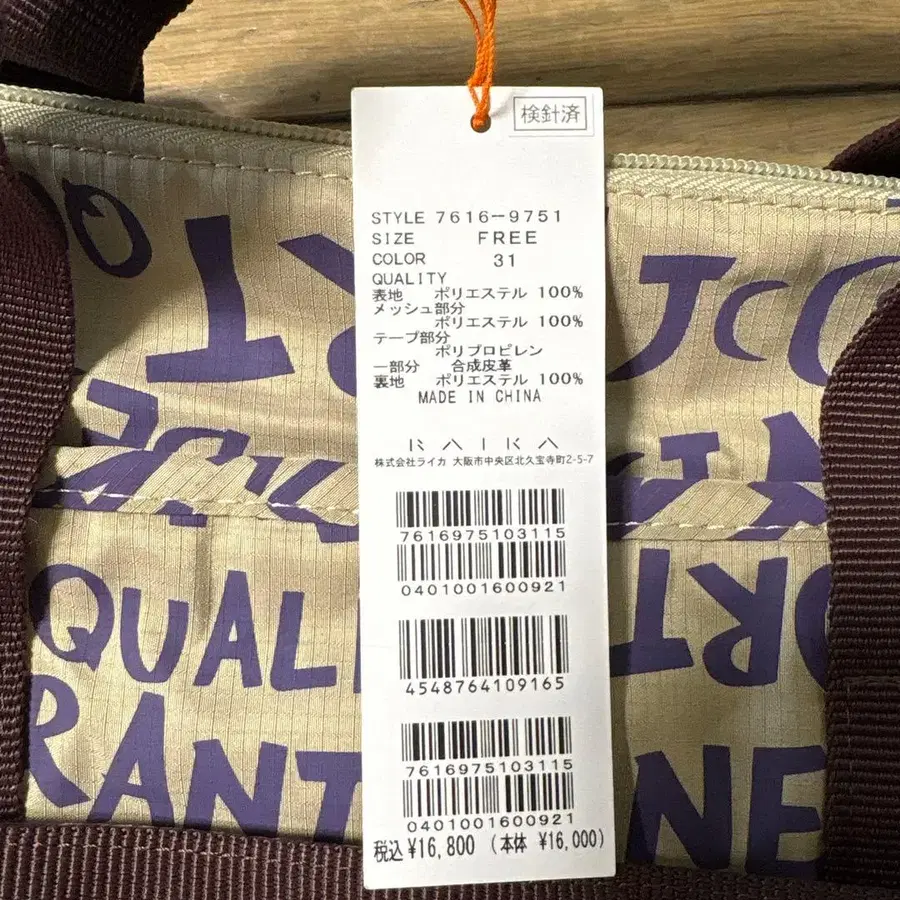 検針済
STYLE 7616-9751
SIZE FREE
COLOR 31
QUALITY
表地 ポリエステル 100%
メッシュ部分
ポリエステル 100%
テープ部分
ポリプロピレン
一部分 合成皮革
裏地 ポリエステル 100%
MADE IN CHINA
RAIKA
株式会社ライカ 大阪市中央区北久宝寺町2-5-7
7616975103115
0401001600921
4548764109165
7616975103115
0401001600921
税込 ¥16,800 (本体 ¥16,000)
QUALI
RANT
NE